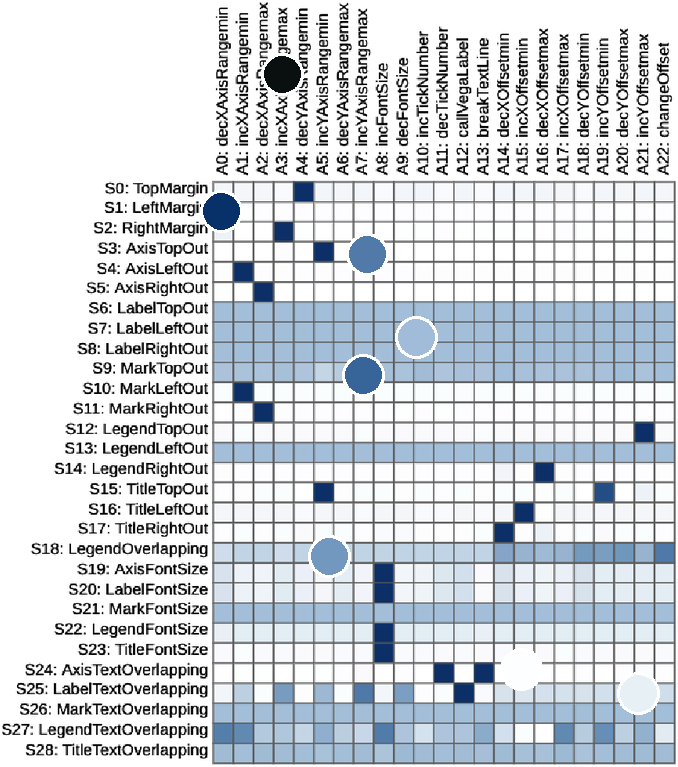 A0: decXAxisRangemin
A1: incXAxisRangemin
A2: decXAxisRangemax
A3:
A4: decYAxisRangemin
A5: incYAxisRangemin
A6: decYAxisRangemax
A7: incYAxisRangemax
A8: incFontSize
A9: decFontSize
A10: incTickNumber
A11: decTickNumber
A12: callVegaLabel
A13: breakTextLine
A14: decXOffsetmin
A15: incXOffsetmin
A16: decXOffsetmax
A17: incXOffsetmax
A18: decYOffsetmin
A19: incYOffsetmin
A20: decYOffsetmax
A21: incYOffsetmax
A22: changeOffset
S0: TopMargin
S1:
S2: RightMargin
S3: AxisTopOut
S4: AxisLeftOut
S5: AxisRightOut
S6: LabelTopOut
S7: LabelLeftOut
S8: LabelRightOut
S9: MarkTopOut
S10: MarkLeftOut
S11: MarkRightOut
S12: LegendTopOut
S13: LegendLeftOut
S14: LegendRightOut
S15: TitleTopOut
S16: TitleLeftOut
S17: TitleRightOut
S18: LegendOverlapping
S19: AxisFontSize
S20: LabelFontSize
S21: MarkFontSize
S22: LegendFontSize
S23: TitleFontSize
S24: AxisTextOverlapping
S25: LabelTextOverlapping
S26: MarkTextOverlapping
S27: LegendTextOverlapping
S28: TitleTextOverlapping